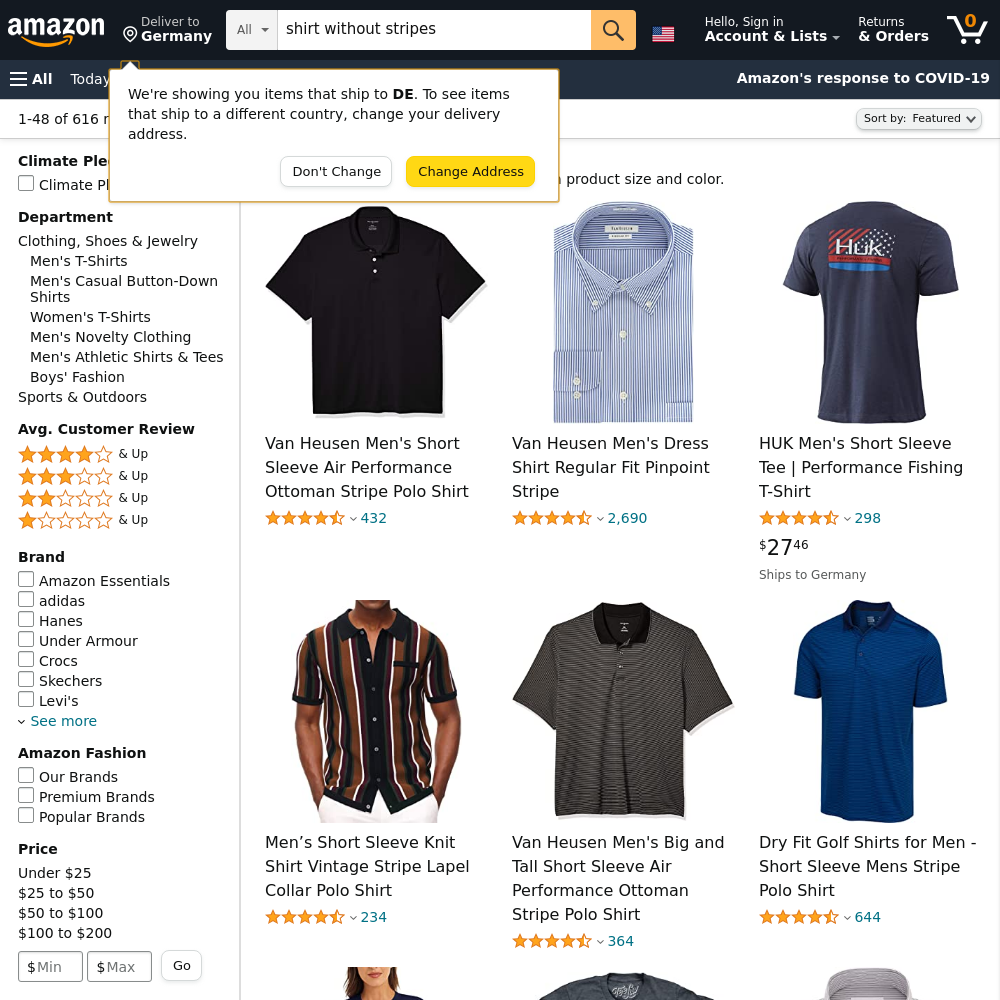 amazon
Deliver to
Germany
All
shirt without stripes
Hello, Sign in
Account & Lists
Returns
& Orders
0
All
Today
Amazon's response to COVID-19
We're showing you items that ship to DE. To see items
that ship to a different country, change your delivery
address.
Don't Change
Change Address
1-48 of 616 r
Sort by: Featured
product size and color.
Climate Ple
Climate Pl
Department
Clothing, Shoes & Jewelry
Men's T-Shirts
Men's Casual Button-Down
Shirts
Women's T-Shirts
Men's Novelty Clothing
Men's Athletic Shirts & Tees
Boys' Fashion
Sports & Outdoors
Avg. Customer Review
& Up
& Up
& Up
& Up
Brand
Amazon Essentials
adidas
Hanes
Under Armour
Crocs
Skechers
Levi's
See more
Amazon Fashion
Our Brands
Premium Brands
Popular Brands
Price
Under $25
$25 to $50
$50 to $100
$100 to $200
$ Min
$ Max
Go
Van Heusen Men's Short
Sleeve Air Performance
Ottoman Stripe Polo Shirt
432
Van Heusen Men's Dress
Shirt Regular Fit Pinpoint
Stripe
2,690
Huk
HUK Men's Short Sleeve
Tee | Performance Fishing
T-Shirt
298
$27 46
Ships to Germany
Men’s Short Sleeve Knit
Shirt Vintage Stripe Lapel
Collar Polo Shirt
234
Van Heusen Men's Big and
Tall Short Sleeve Air
Performance Ottoman
Stripe Polo Shirt
364
Dry Fit Golf Shirts for Men -
Short Sleeve Mens Stripe
Polo Shirt
644